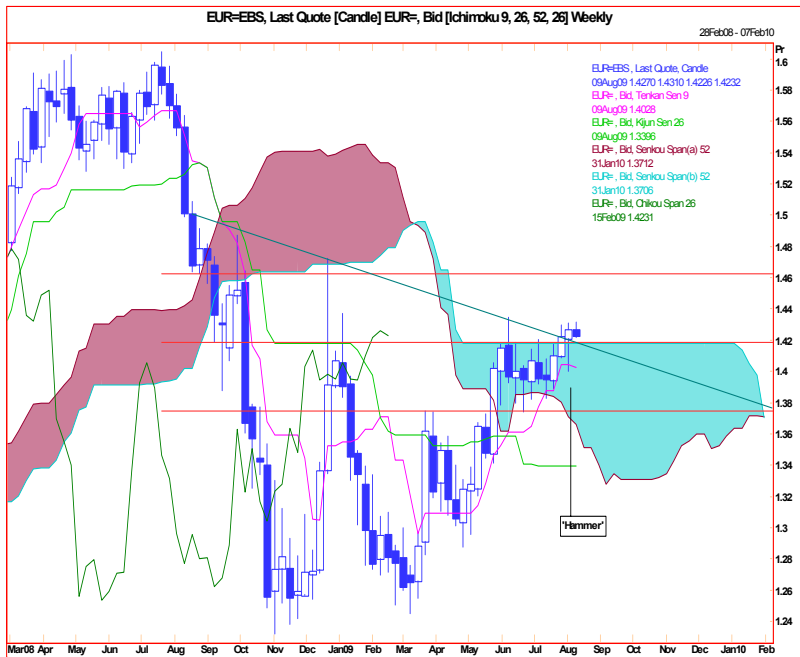 EUR=EBS, Last Quote [Candle] EUR=, Bid [Ichimoku 9, 26, 52, 26] Weekly
28Feb08 - 07Feb10
Pr
EUR=EBS , Last Quote, Candle
09Aug09 1.4270 1.4310 1.4226 1.4232
EUR= , Bid, Tenkan Sen 9
09Aug09 1.4028
EUR= , Bid, Kijun Sen 26
09Aug09 1.3396
EUR= , Bid, Senkou Span(a) 52
31Jan10 1.3712
EUR= , Bid, Senkou Span(b) 52
31Jan10 1.3706
EUR= , Bid, Chikou Span 26
15Feb09 1.4231
1.6
1.58
1.56
1.54
1.52
1.5
1.48
1.46
1.44
1.42
1.4
1.38
1.36
1.34
1.32
1.3
1.28
1.26
1.24
'Hammer'
Mar08 Apr May Jun Jul Aug Sep Oct Nov Dec Jan09 Feb Mar Apr May Jun Jul Aug Sep Oct Nov Dec Jan10 Feb